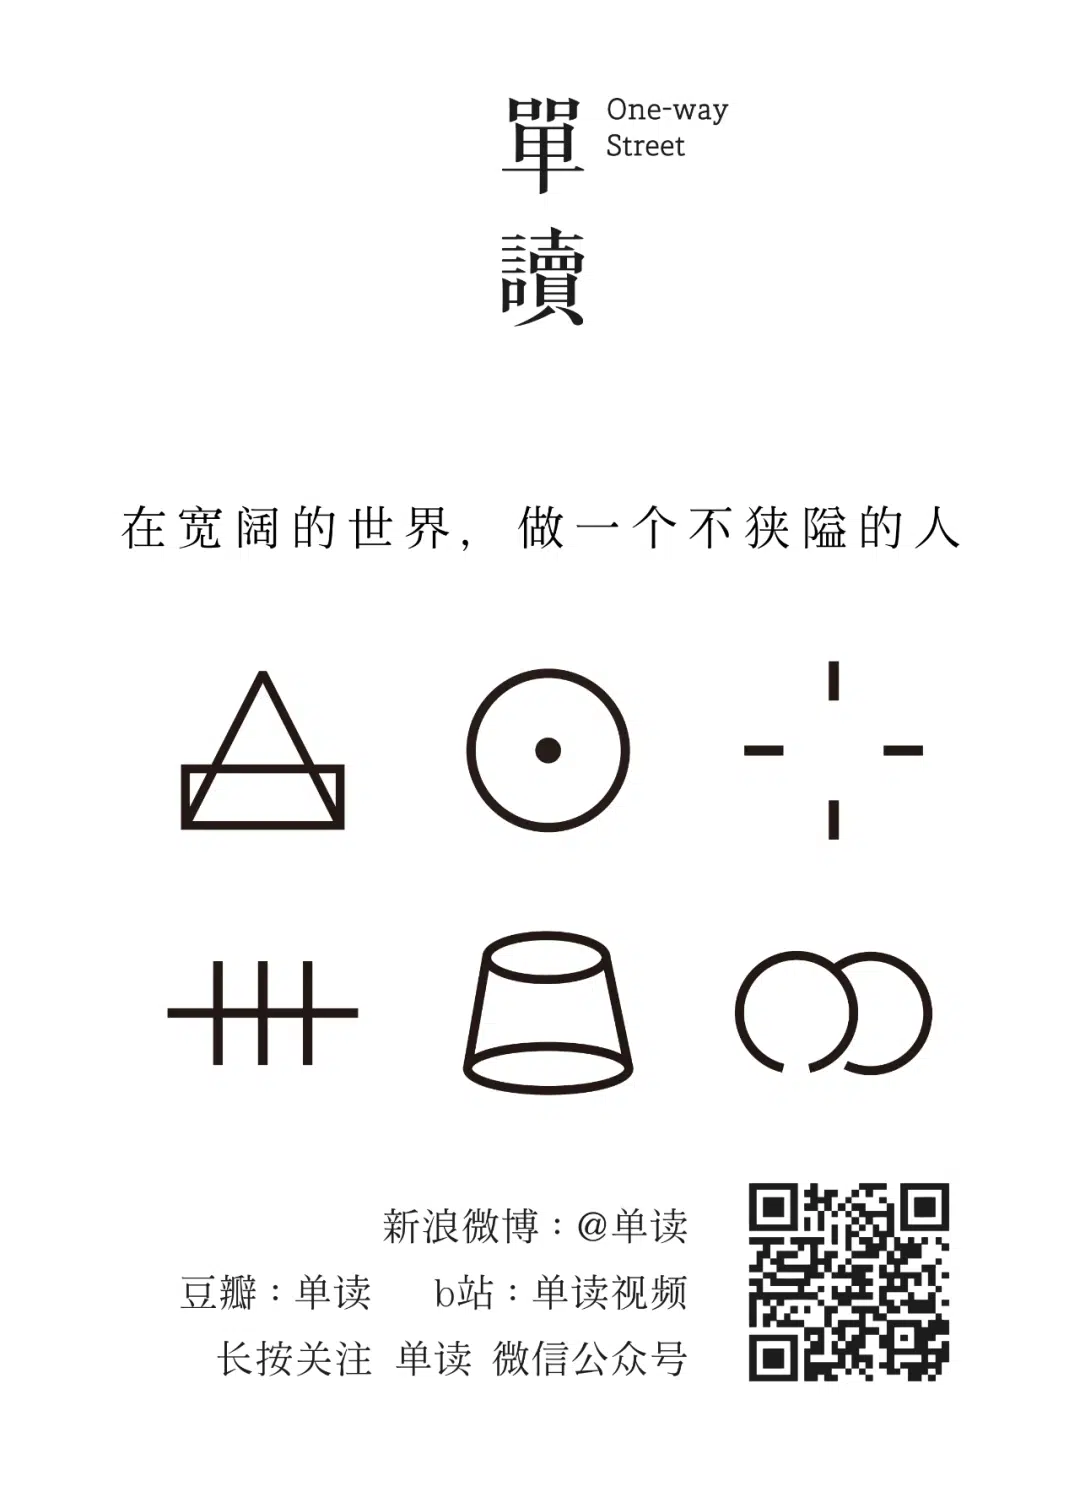 單讀
One-way
Street
在宽阔的世界，做一个不狭隘的人
新浪微博：@单读
豆瓣：单读 b站：单读视频
长按关注 单读 微信公众号